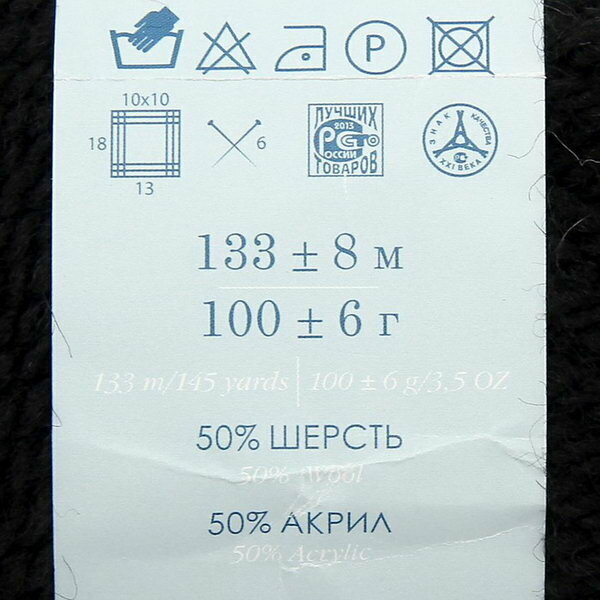 P
10x10
18
13
6
ЛУЧШИХ
2013
РОССИИ
ТОВАРОВ
ЗНАК КАЧЕСТВА
XXI ВЕКА
133 ± 8 м
100 ± 6 г
133 m/145 yards | 100 ± 6 g/3,5 OZ
50% ШЕРСТЬ
50% Wool
50% АКРИЛ
50% Acrylic